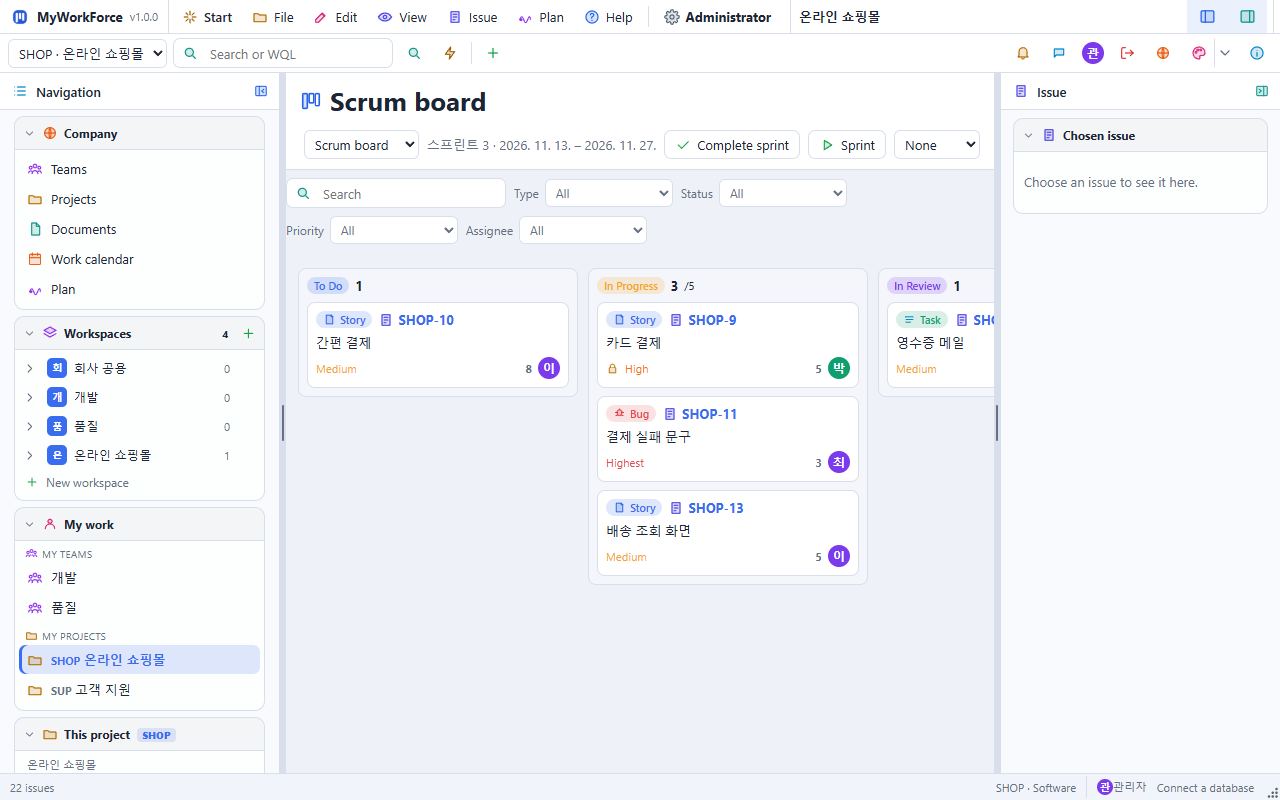 MyWorkForce v1.0.0 Start File Edit View Issue Plan Help Administrator 온라인 쇼핑몰
SHOP · 온라인 쇼핑몰 Search or WQL 관
Navigation
Company
Teams
Projects
Documents
Work calendar
Plan
Workspaces 4
회 회사 공용 0
개 개발 0
품 품질 0
온 온라인 쇼핑몰 1
New workspace
My work
MY TEAMS
개발
품질
MY PROJECTS
SHOP 온라인 쇼핑몰
SUP 고객 지원
This project SHOP
온라인 쇼핑몰
Scrum board
Scrum board 스프린트 3 · 2026. 11. 13. – 2026. 11. 27. Complete sprint Sprint None
Search Type All Status All
Priority All Assignee All
To Do 1
Story SHOP-10
간편 결제
Medium 8 이
In Progress 3 /5
Story SHOP-9
카드 결제
High 5 박
Bug SHOP-11
결제 실패 문구
Highest 3 최
Story SHOP-13
배송 조회 화면
Medium 5 이
In Review 1
Task SHO
영수증 메일
Medium
Issue
Chosen issue
Choose an issue to see it here.
22 issues SHOP · Software 관 관리자 Connect a database